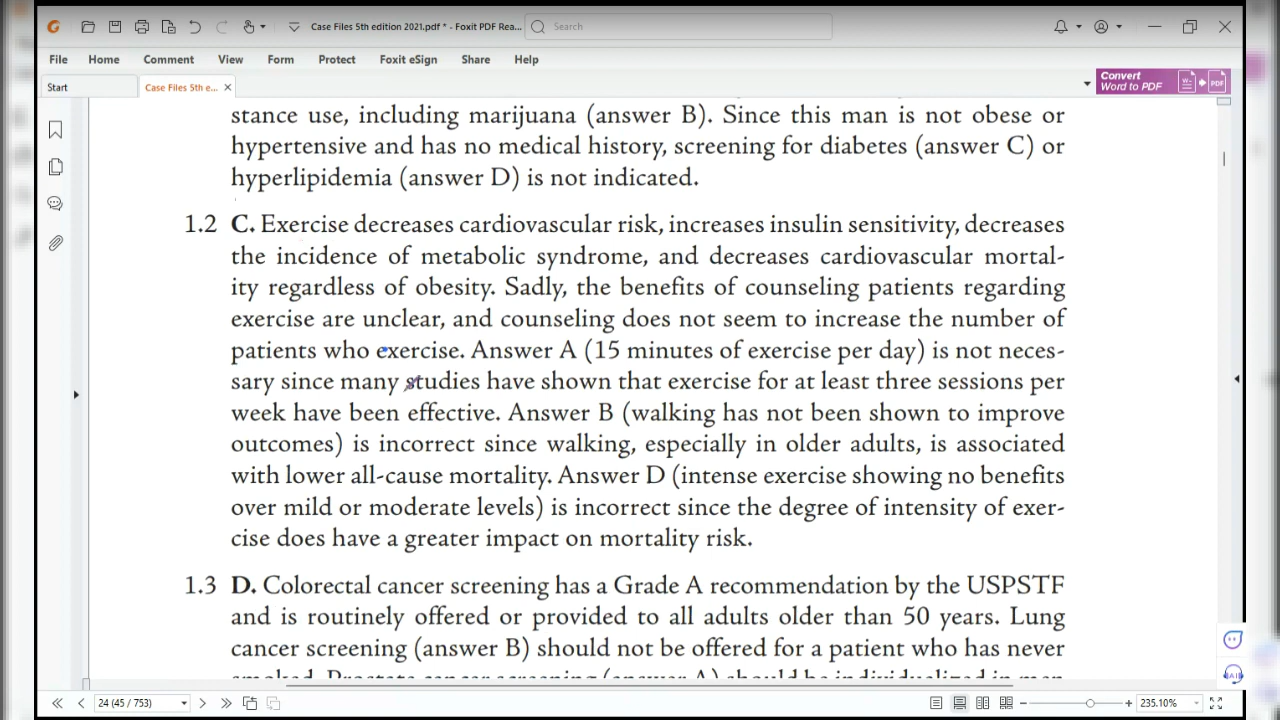 Case Files 5th edition 2021.pdf * - Foxit PDF Rea...
Search
File Home Comment View Form Protect Foxit eSign Share Help
Start
Case Files 5th e...
Convert
Word to PDF
stance use, including marijuana (answer B). Since this man is not obese or
hypertensive and has no medical history, screening for diabetes (answer C) or
hyperlipidemia (answer D) is not indicated.
1.2 C. Exercise decreases cardiovascular risk, increases insulin sensitivity, decreases
the incidence of metabolic syndrome, and decreases cardiovascular mortal-
ity regardless of obesity. Sadly, the benefits of counseling patients regarding
exercise are unclear, and counseling does not seem to increase the number of
patients who exercise. Answer A (15 minutes of exercise per day) is not neces-
sary since many studies have shown that exercise for at least three sessions per
week have been effective. Answer B (walking has not been shown to improve
outcomes) is incorrect since walking, especially in older adults, is associated
with lower all-cause mortality. Answer D (intense exercise showing no benefits
over mild or moderate levels) is incorrect since the degree of intensity of exer-
cise does have a greater impact on mortality risk.
1.3 D. Colorectal cancer screening has a Grade A recommendation by the USPSTF
and is routinely offered or provided to all adults older than 50 years. Lung
cancer screening (answer B) should not be offered for a patient who has never
smoked. Prostate cancer screening (answer A) should be individualized in men
24 (45 / 753)
235.10%